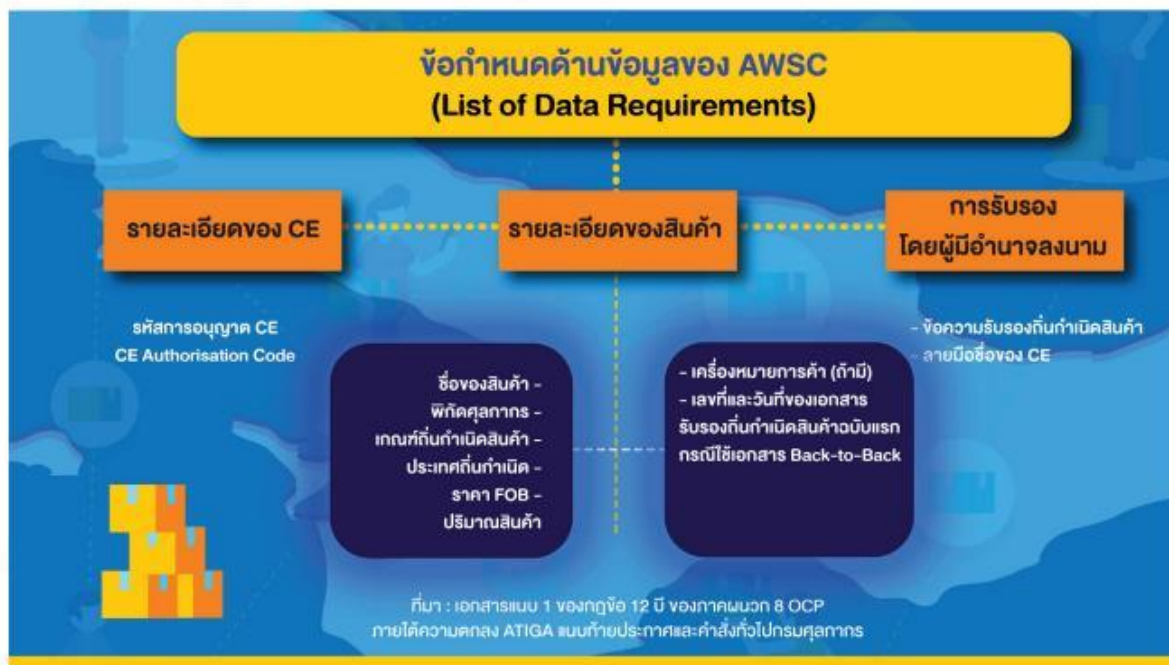 ข้อกำหนดด้านข้อมูลของ AWSC
(List of Data Requirements)
รายละเอียดของ CE
รายละเอียดของสินค้า
การรับรอง
โดยผู้มีอำนาจลงนาม
รหัสการอนุญาต CE
CE Authorisation Code
ชื่อของสินค้า -
พิกัดศุลกากร -
เกณฑ์ถิ่นกำเนิดสินค้า -
ประเทศถิ่นกำเนิด -
ราคา FOB -
ปริมาณสินค้า
- เครื่องหมายการค้า (ถ้ามี)
- เลขที่และวันที่ของเอกสาร
รับรองถิ่นกำเนิดสินค้าฉบับแรก
กรณีใช้เอกสาร Back-to-Back
- ข้อความรับรองถิ่นกำเนิดสินค้า
- ลายมือชื่อของ CE
ที่มา : เอกสารแนบ 1 ของกฎข้อ 12 บี ของภาคผนวก 8 OCP
ภายใต้ความตกลง ATIGA แนบท้ายประกาศและคำสั่งทั่วไปกรมศุลกากร